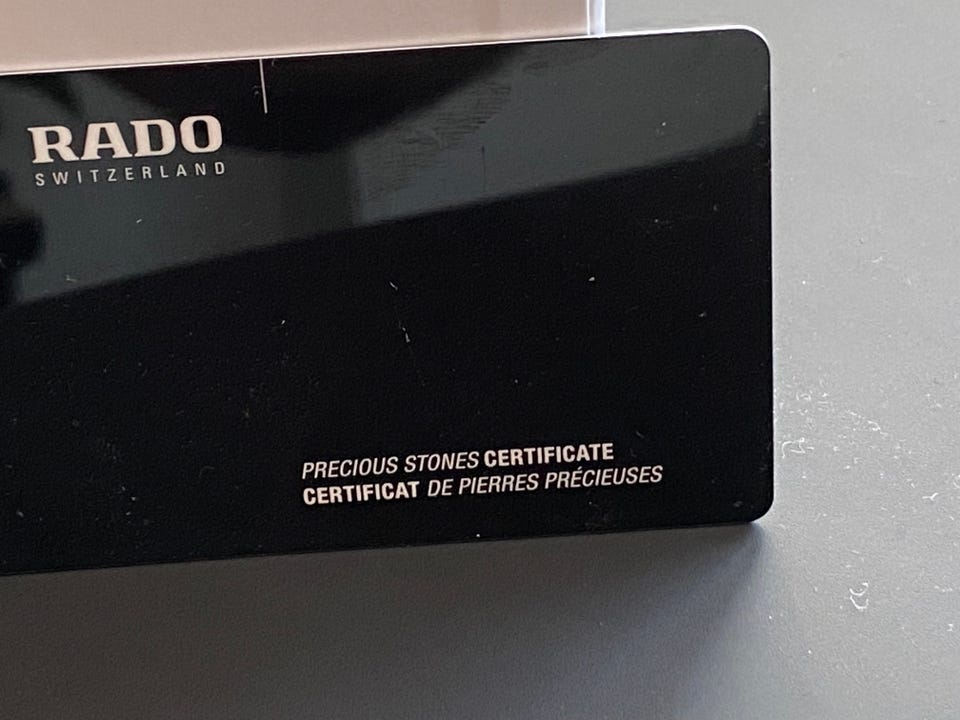 RADO
SWITZERLAND
PRECIOUS STONES CERTIFICATE
CERTIFICAT DE PIERRES PRÉCIEUSES